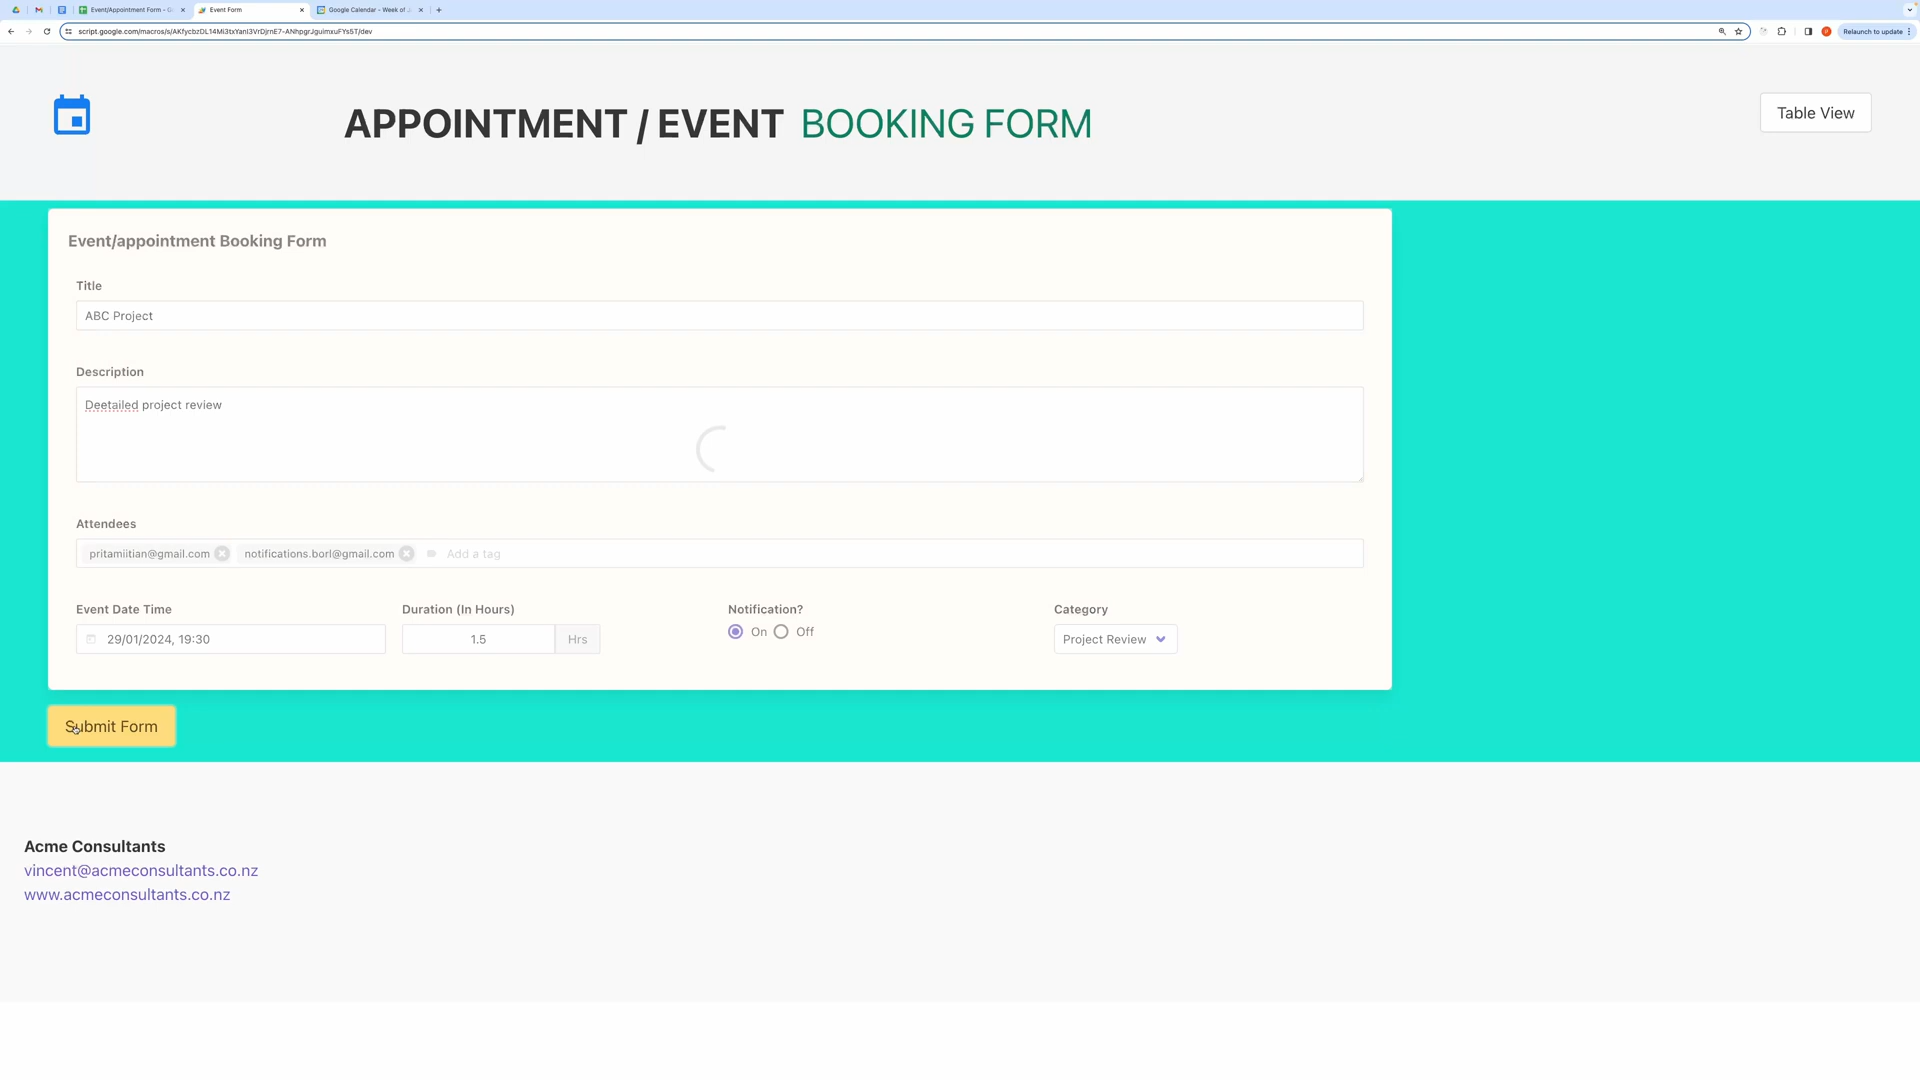 Event/Appointment Form - G
Event Form
Google Calendar - Week of
script.google.com/macros/s/AKfycbzDL14Mi3txYanI3VrDjrnE7-ANhpgrJguimxuFYs5T/dev
Relaunch to update
APPOINTMENT / EVENT BOOKING FORM
Table View
Event/appointment Booking Form
Title
ABC Project
Description
Deetailed project review
Attendees
pritamiitian@gmail.com notifications.borl@gmail.com Add a tag
Event Date Time Duration (In Hours) Notification? Category
29/01/2024, 19:30 1.5 Hrs On Off Project Review
Submit Form
Acme Consultants
vincent@acmeconsultants.co.nz
www.acmeconsultants.co.nz